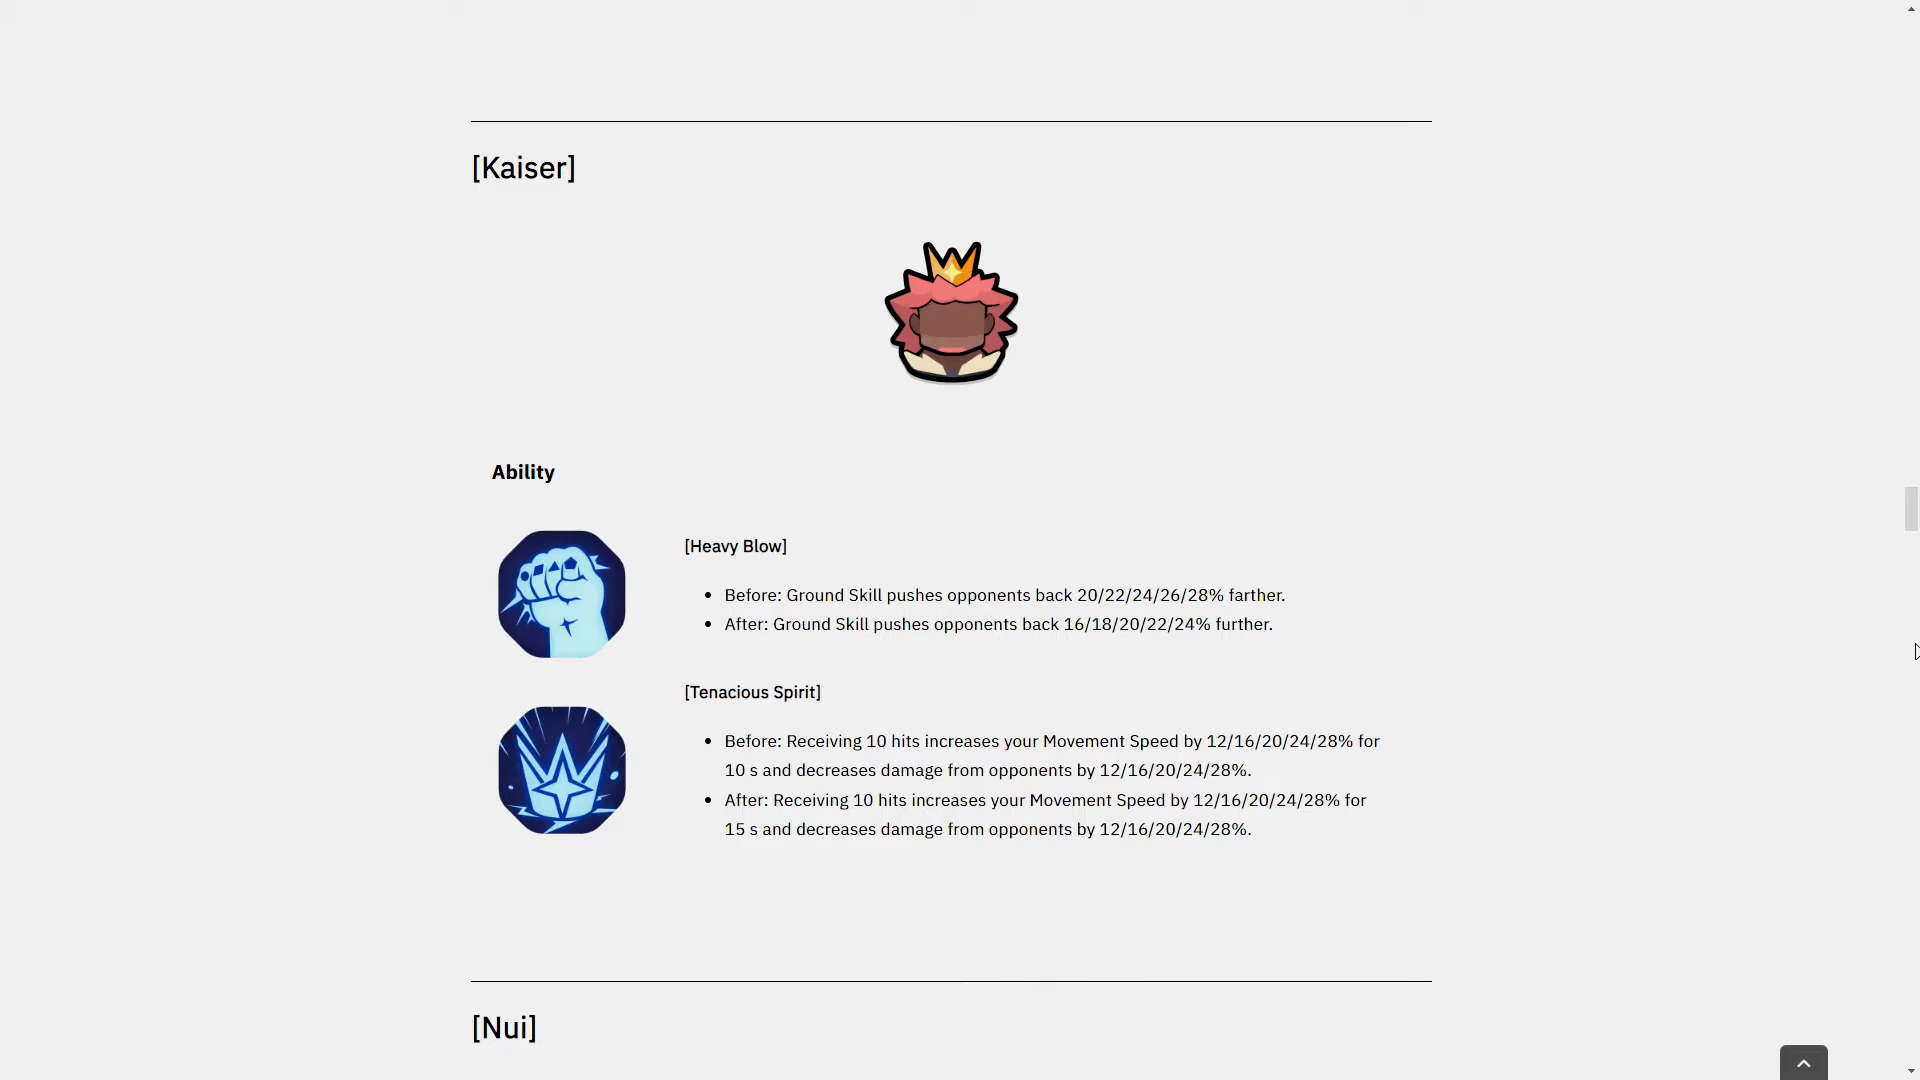 [Kaiser]
Ability
[Heavy Blow]
• Before: Ground Skill pushes opponents back 20/22/24/26/28% farther.
• After: Ground Skill pushes opponents back 16/18/20/22/24% further.
[Tenacious Spirit]
• Before: Receiving 10 hits increases your Movement Speed by 12/16/20/24/28% for
10 s and decreases damage from opponents by 12/16/20/24/28%.
• After: Receiving 10 hits increases your Movement Speed by 12/16/20/24/28% for
15 s and decreases damage from opponents by 12/16/20/24/28%.
[Nui]